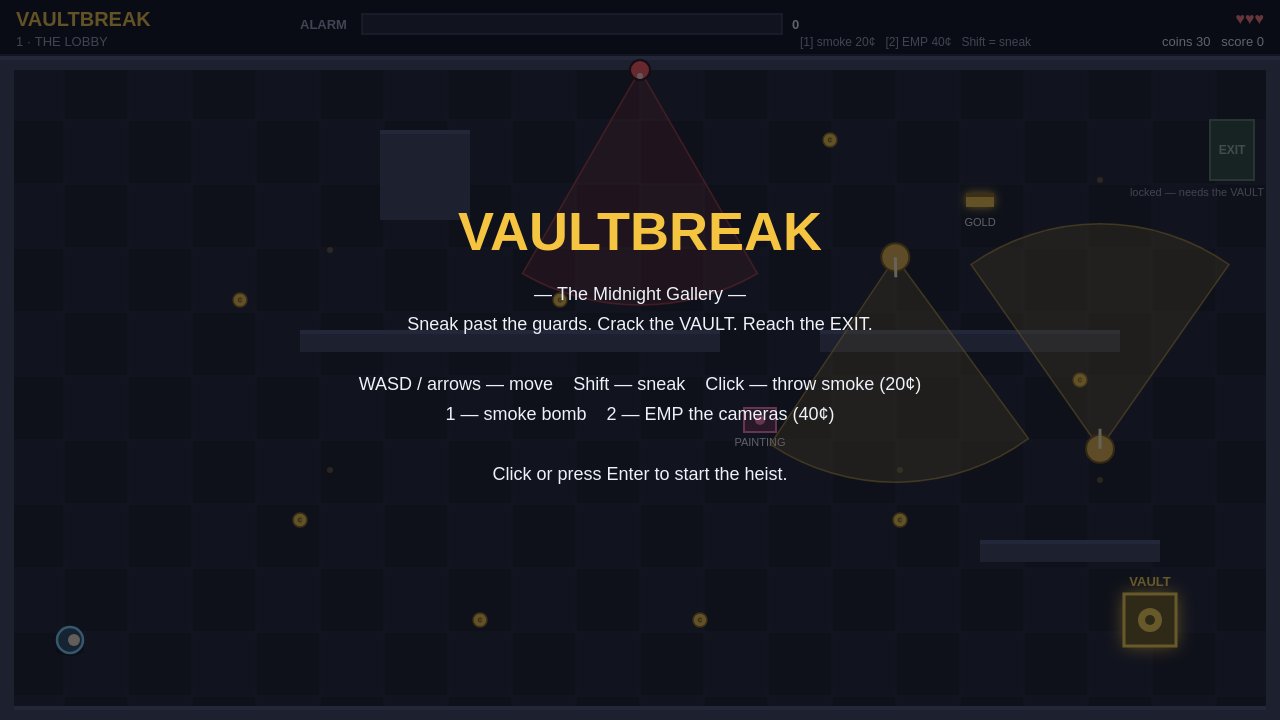 VAULTBREAK
1 · THE LOBBY
ALARM 0
[1] smoke 20¢ [2] EMP 40¢ Shift = sneak
♥♥♥
coins 30 score 0
EXIT
locked — needs the VAULT
GOLD
VAULTBREAK
— The Midnight Gallery —
Sneak past the guards. Crack the VAULT. Reach the EXIT.
WASD / arrows — move Shift — sneak Click — throw smoke (20¢)
1 — smoke bomb 2 — EMP the cameras (40¢)
PAINTING
Click or press Enter to start the heist.
VAULT